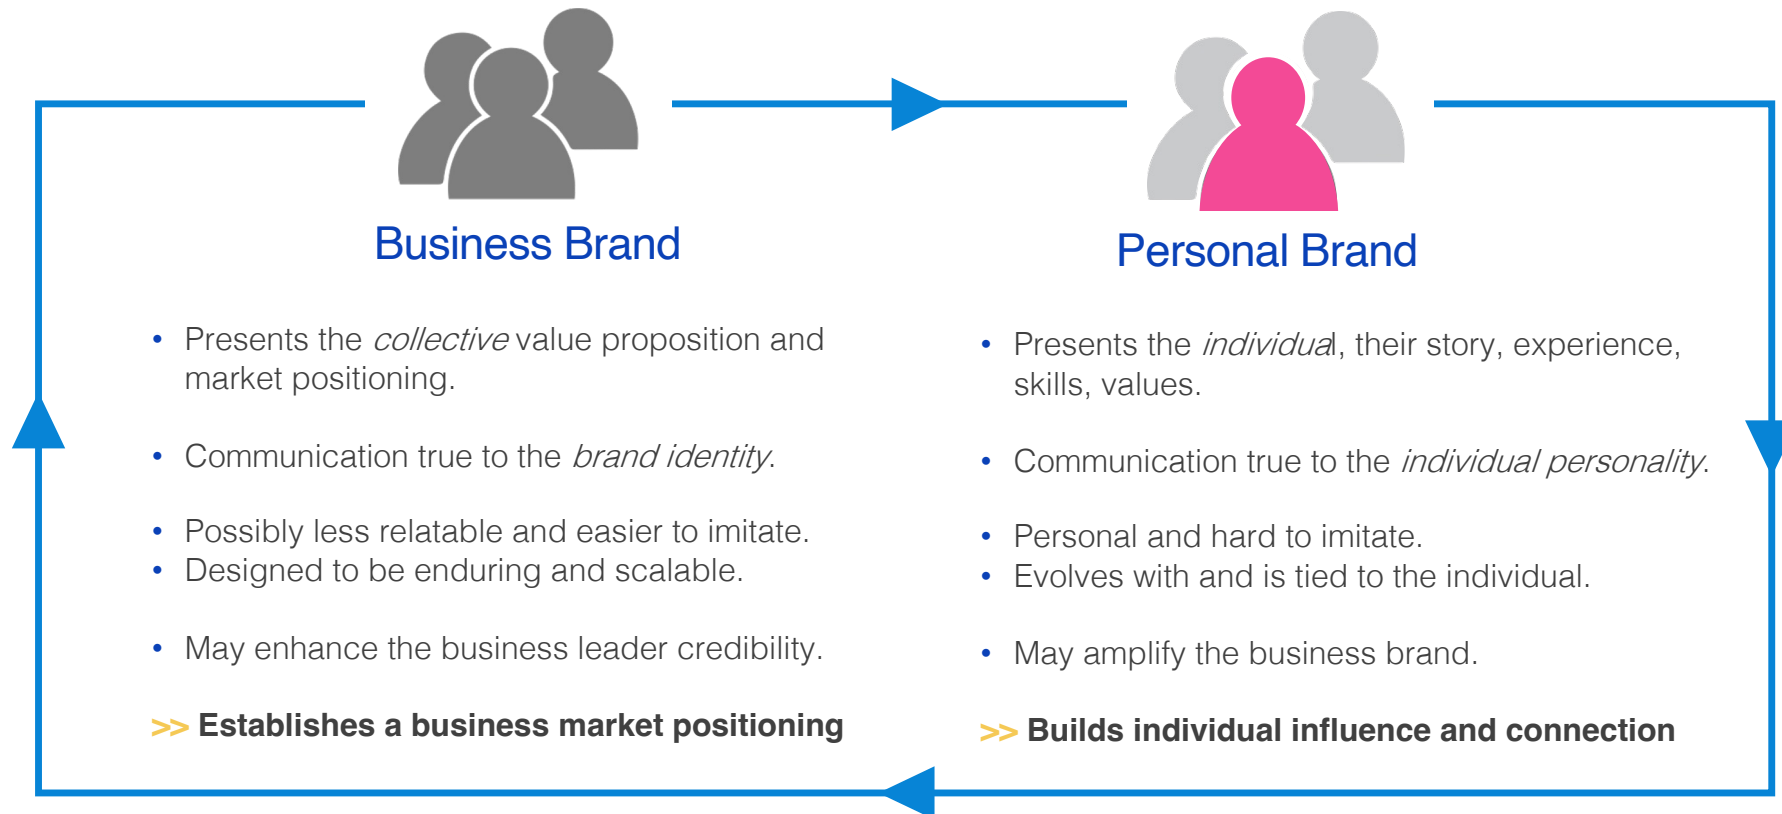 Business Brand
• Presents the collective value proposition and
market positioning.
• Communication true to the brand identity.
• Possibly less relatable and easier to imitate.
• Designed to be enduring and scalable.
• May enhance the business leader credibility.
>> Establishes a business market positioning
Personal Brand
• Presents the individual, their story, experience,
skills, values.
• Communication true to the individual personality.
• Personal and hard to imitate.
• Evolves with and is tied to the individual.
• May amplify the business brand.
>> Builds individual influence and connection